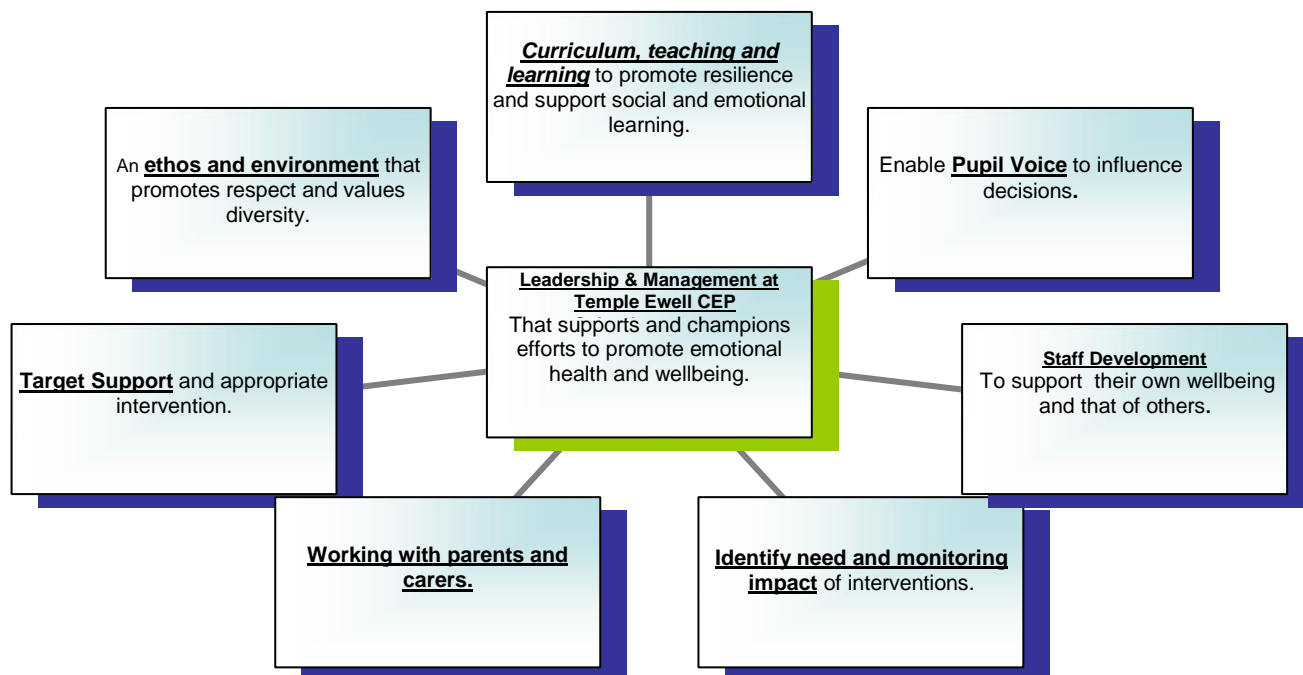 Curriculum, teaching and
learning to promote resilience
and support social and emotional
learning.
An ethos and environment that
promotes respect and values
diversity.
Enable Pupil Voice to influence
decisions.
Leadership & Management at
Temple Ewell CEP
That supports and champions
efforts to promote emotional
health and wellbeing.
Target Support and appropriate
intervention.
Staff Development
To support their own wellbeing
and that of others.
Working with parents and
carers.
Identify need and monitoring
impact of interventions.